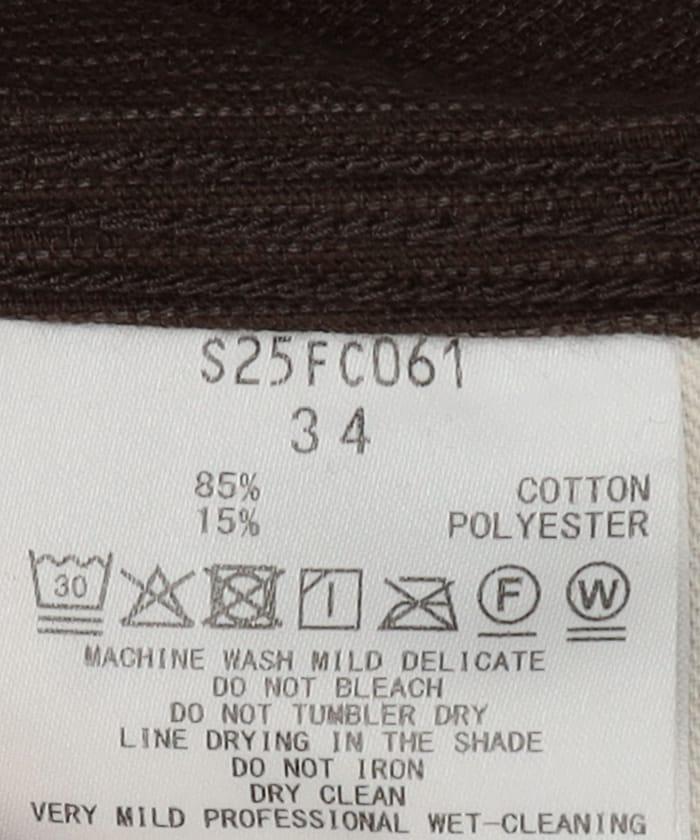 S25FC061
34
85% COTTON
15% POLYESTER
30 F W
MACHINE WASH MILD DELICATE
DO NOT BLEACH
DO NOT TUMBLER DRY
LINE DRYING IN THE SHADE
DO NOT IRON
DRY CLEAN
VERY MILD PROFESSIONAL WET-CLEANING